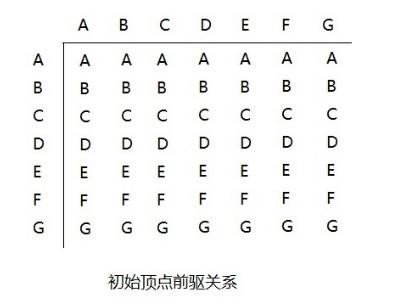 A B C D E F G
A A A A A A A A
B B B B B B B B
C C C C C C C C
D D D D D D D D
E E E E E E E E
F F F F F F F F
G G G G G G G G
初始顶点前驱关系